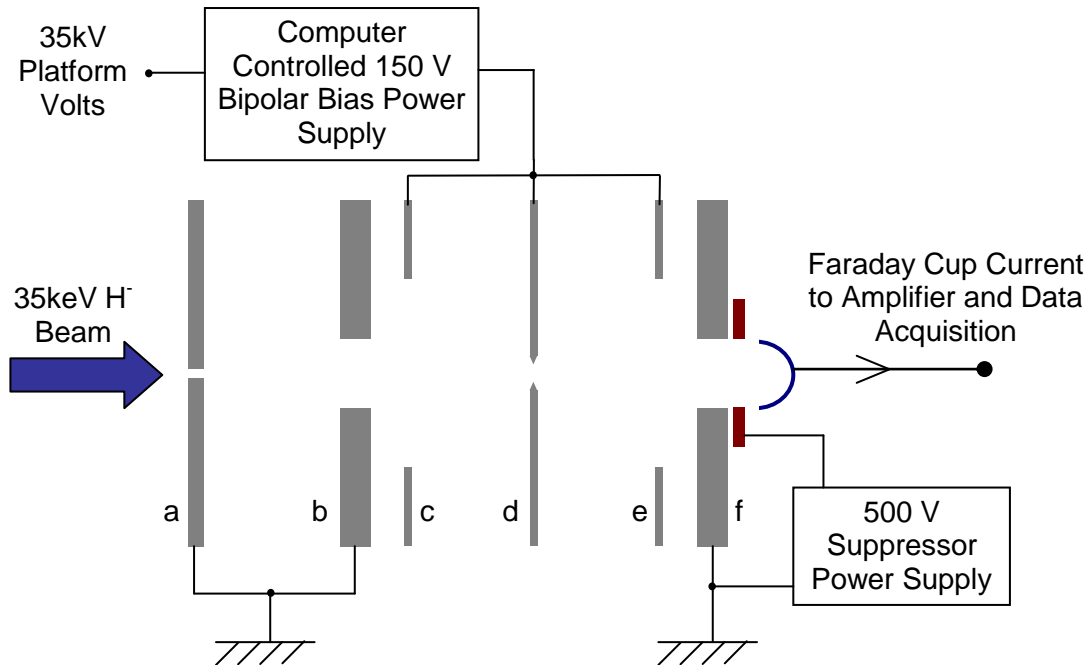 35kV
Platform
Volts
Computer
Controlled 150 V
Bipolar Bias Power
Supply
35keV H-
Beam
Faraday Cup Current
to Amplifier and Data
Acquisition
a
b
c
d
e
f
500 V
Suppressor
Power Supply